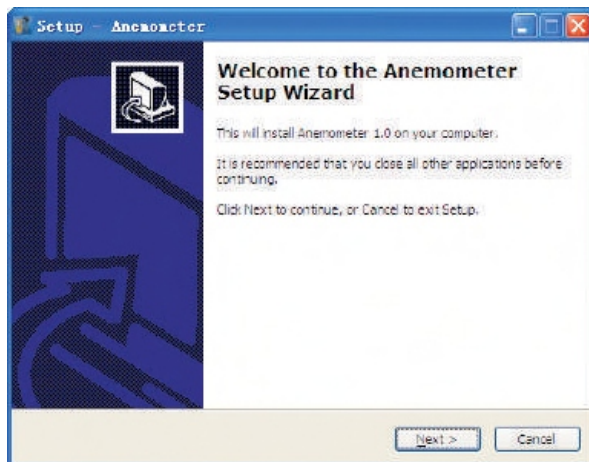 Setup - Anemometer
Welcome to the Anemometer
Setup Wizard
This will install Anemometer 1.0 on your computer.
It is recommended that you close all other applications before
continuing.
Click Next to continue, or Cancel to exit Setup.
Next >
Cancel